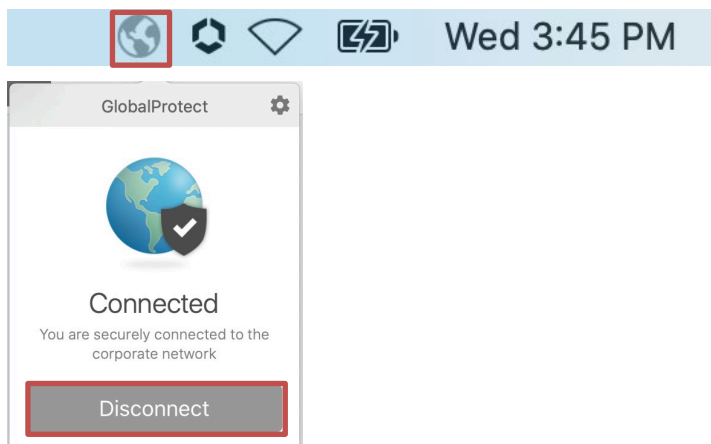 Wed 3:45 PM
GlobalProtect
Connected
You are securely connected to the
corporate network
Disconnect